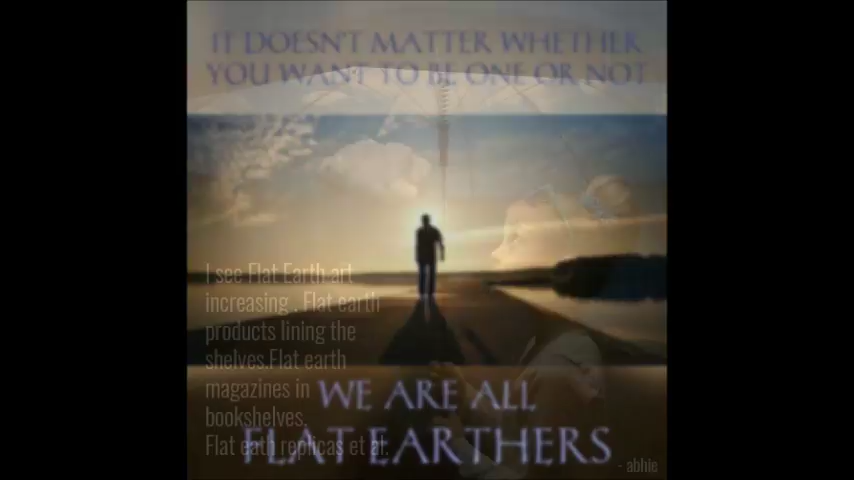 IT DOESN'T MATTER WHETHER
YOU WANT TO BE ONE OR NOT
I see Flat Earth art
increasing . Flat earth
products lining the
shelves.Flat earth
magazines in
bookshelves.
Flat eath replicas et al.
WE ARE ALL
FLAT EARTHERS
- abhie